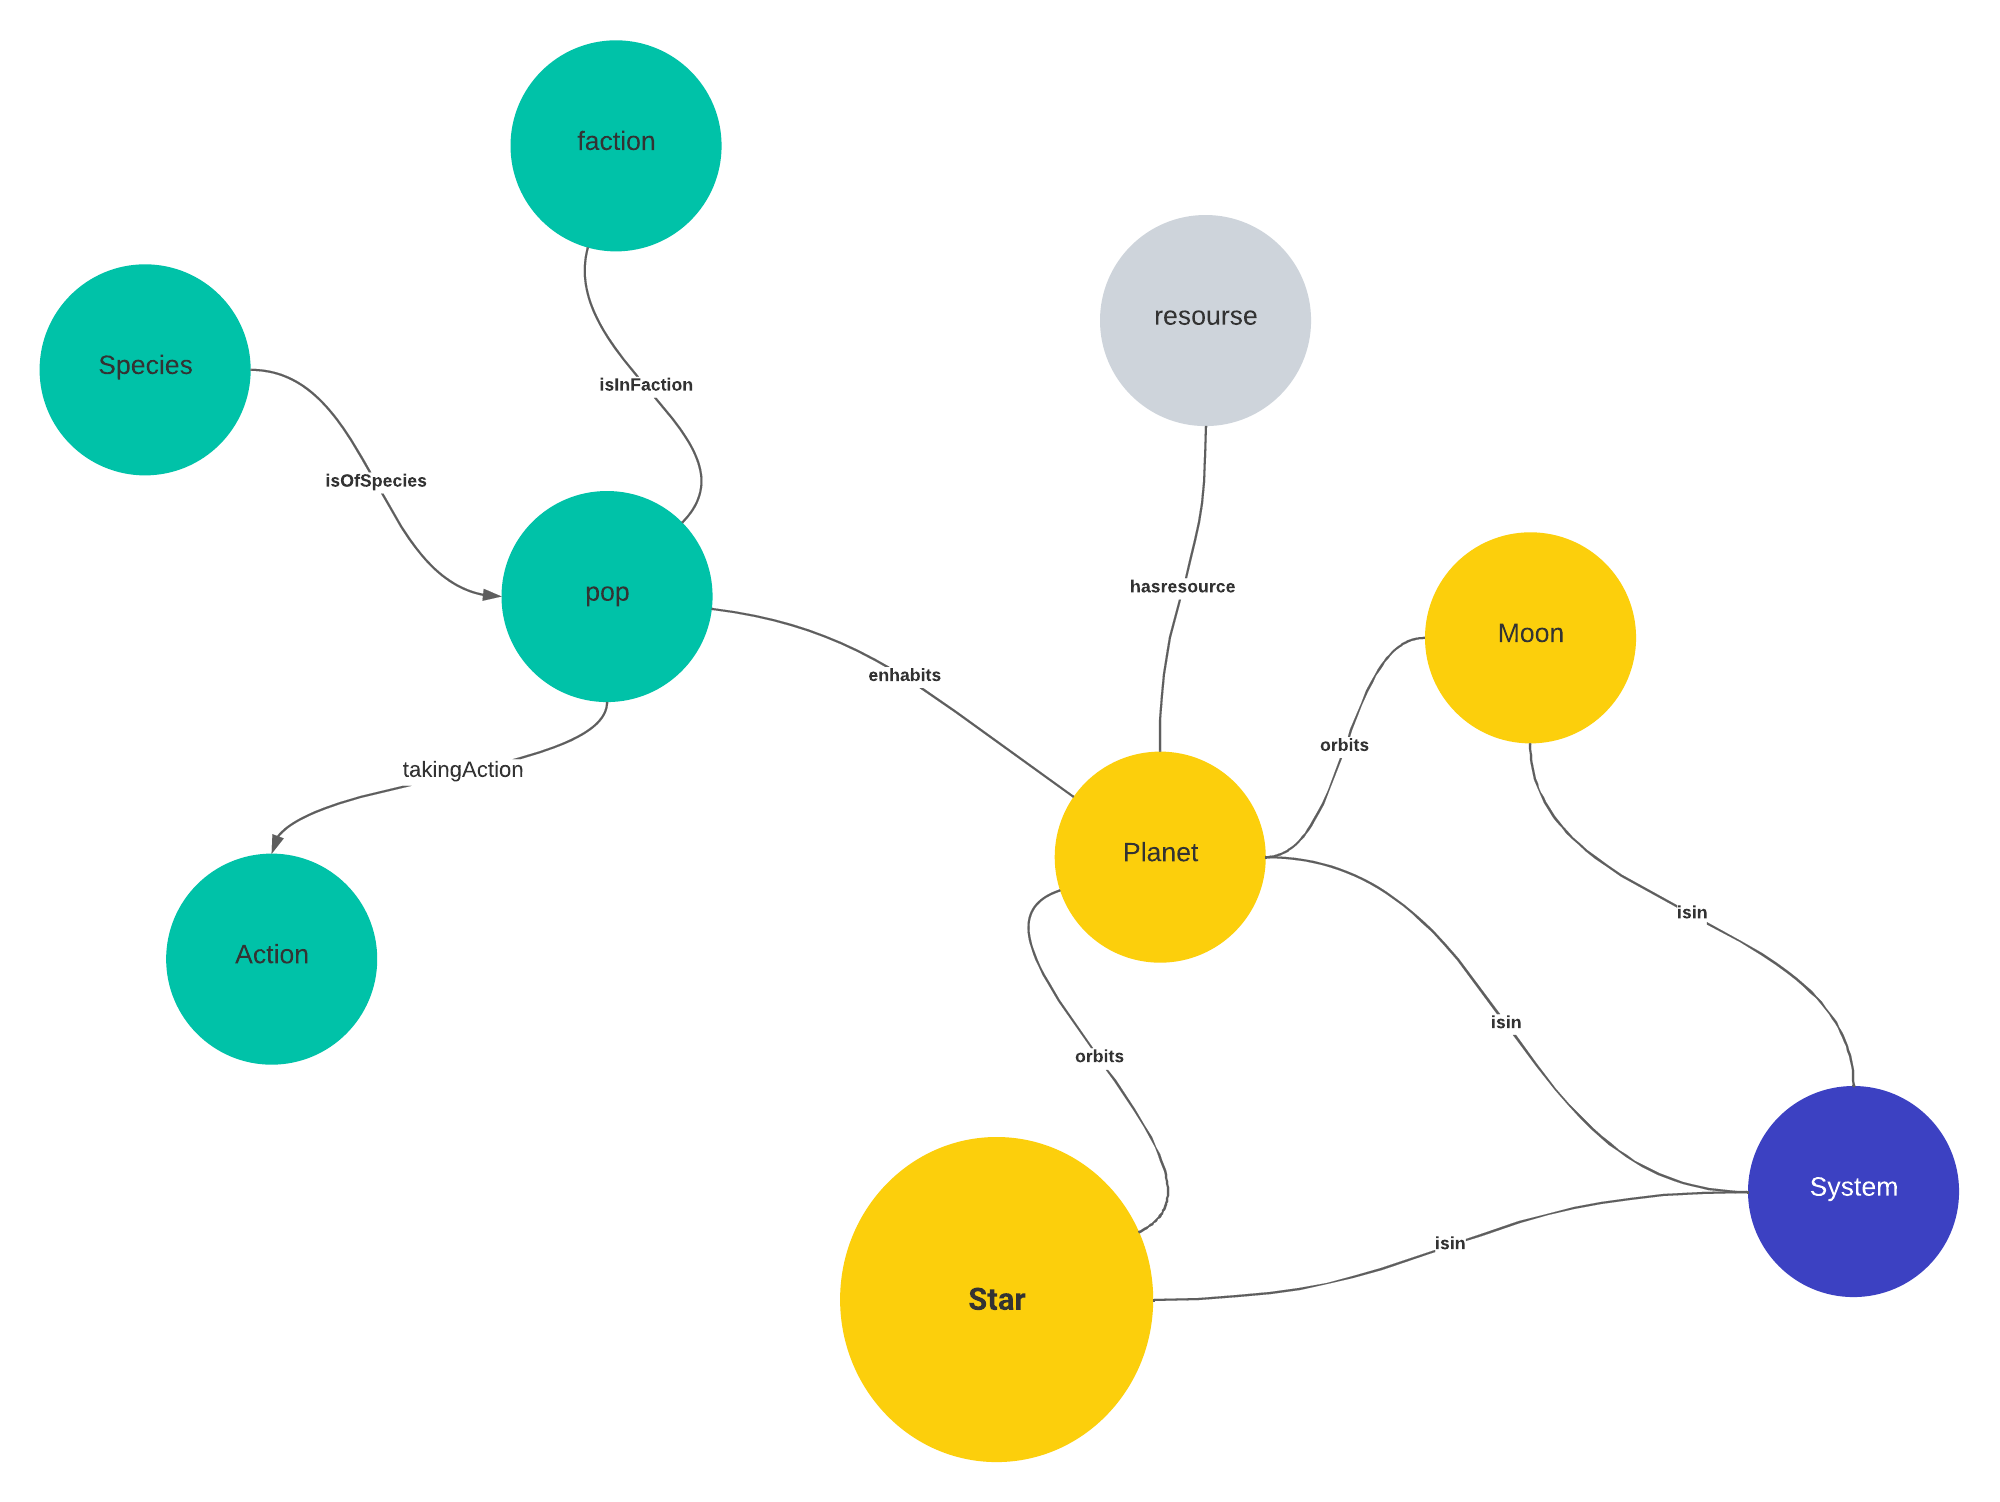 faction
resourse
Species
isInFaction
isOfSpecies
hasresource
pop
Moon
enhabits
orbits
takingAction
Planet
isin
Action
isin
orbits
System
isin
Star